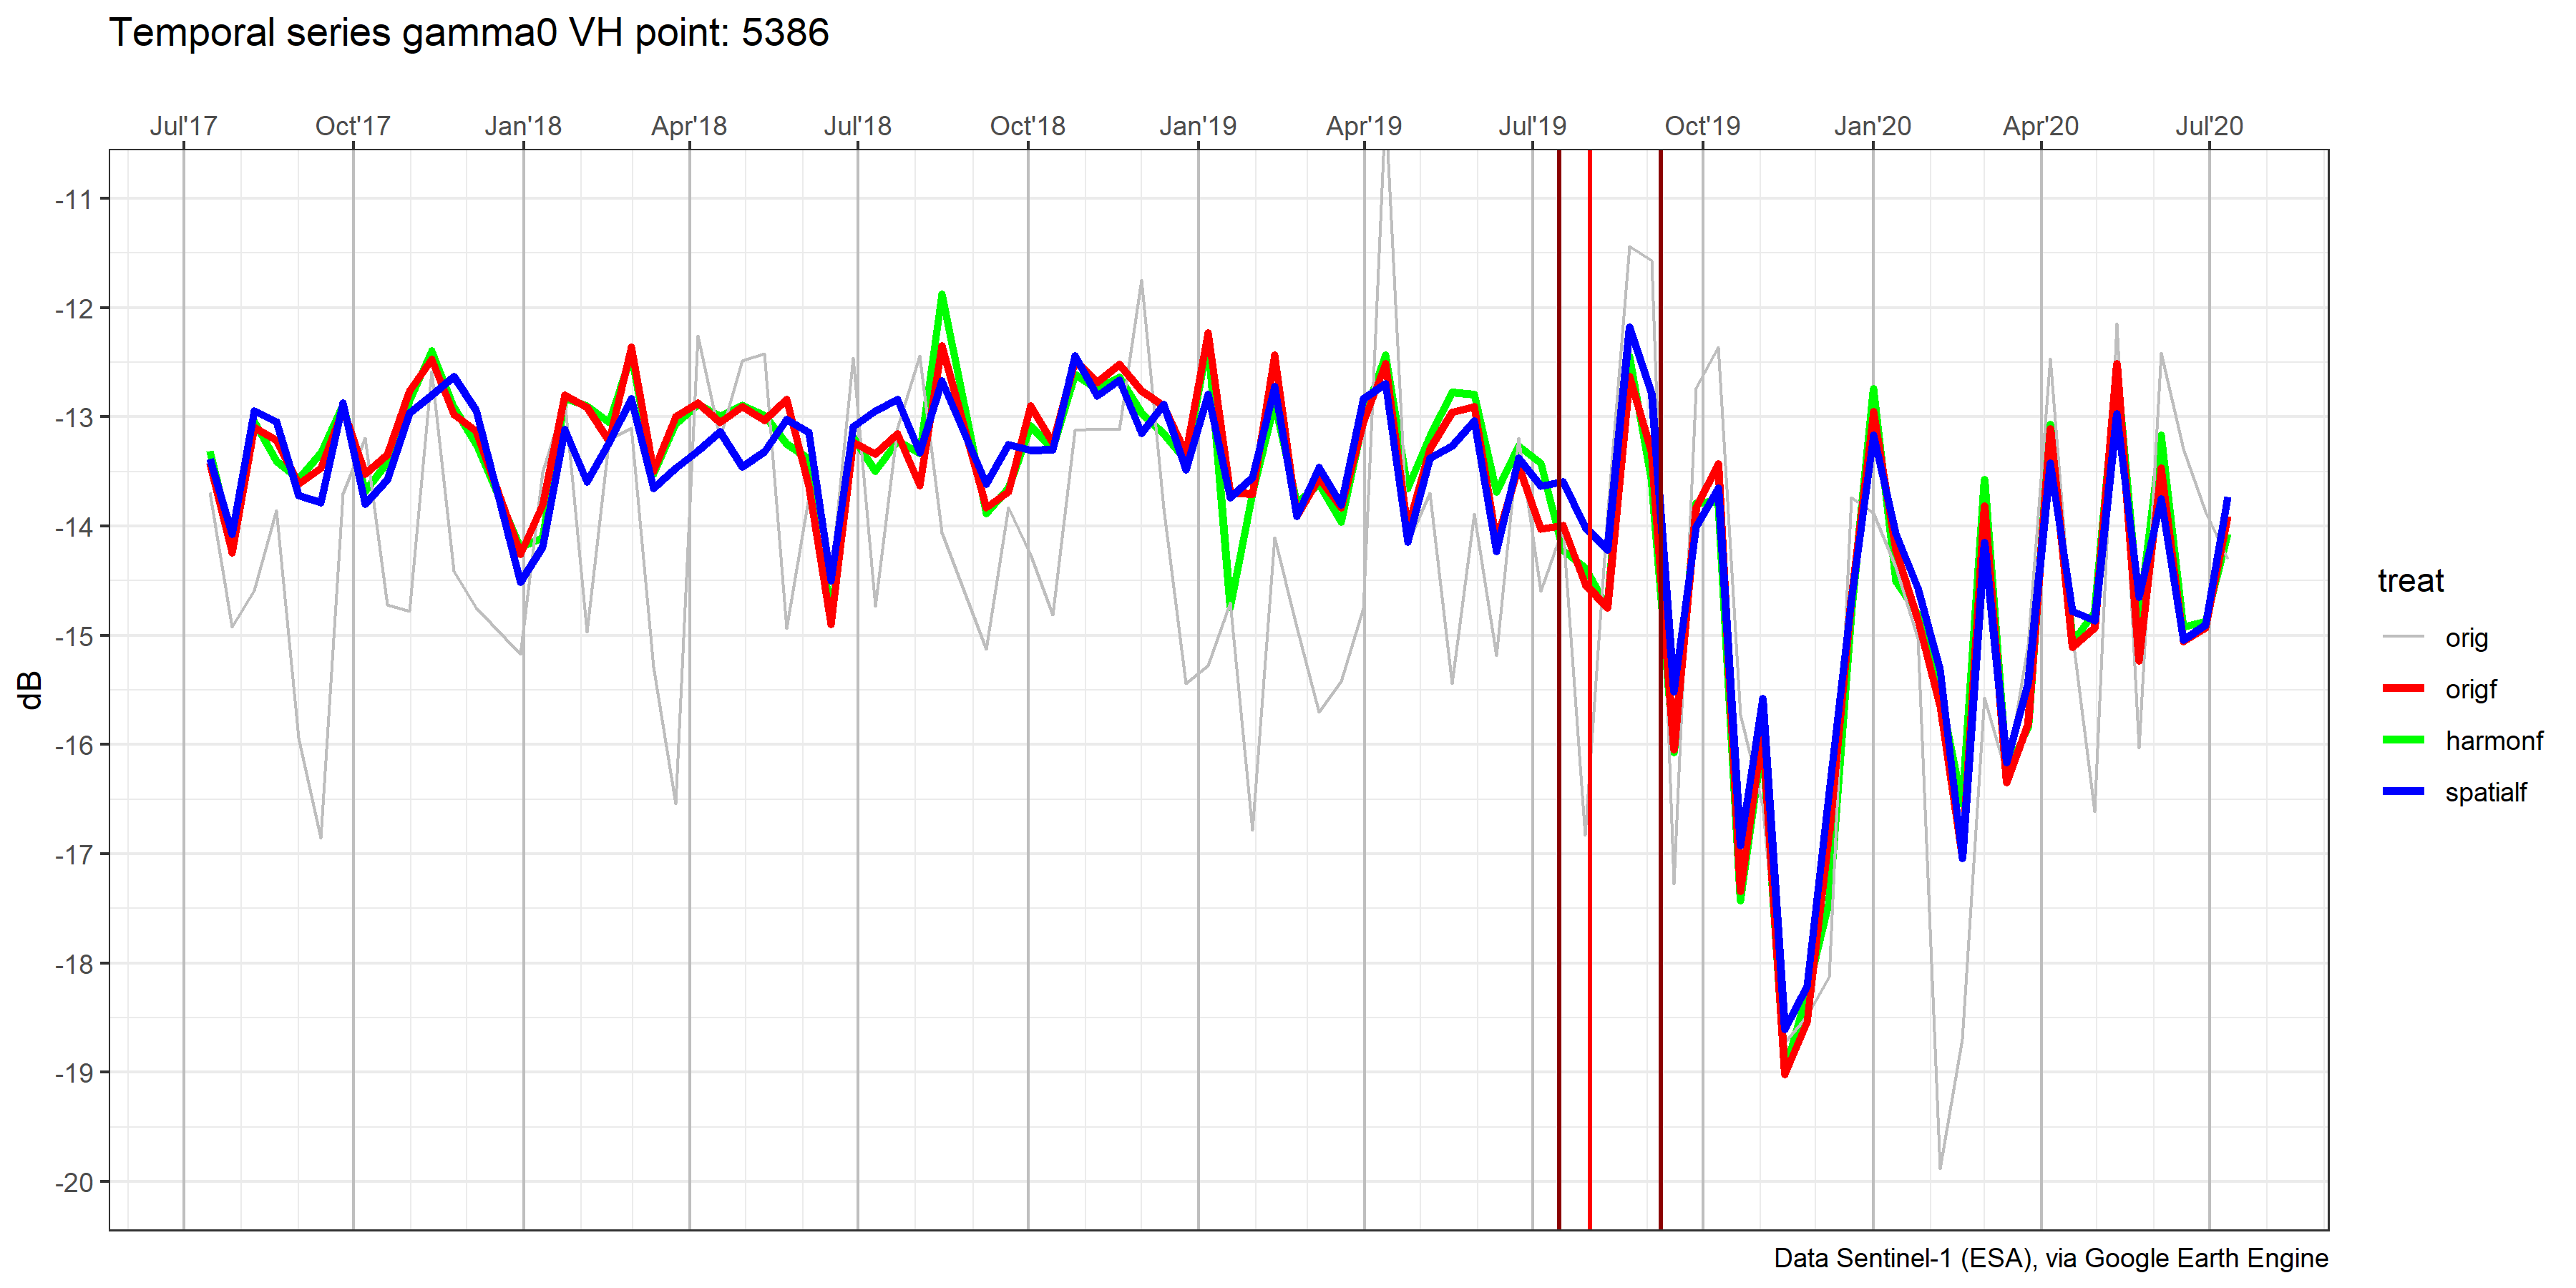 Temporal series gamma0 VH point: 5386
Jul'17 Oct'17 Jan'18 Apr'18 Jul'18 Oct'18 Jan'19 Apr'19 Jul'19 Oct'19 Jan'20 Apr'20 Jul'20
-11
-12
-13
-14
-15
-16
-17
-18
-19
-20
dB
treat
orig
origf
harmonf
spatialf
Data Sentinel-1 (ESA), via Google Earth Engine